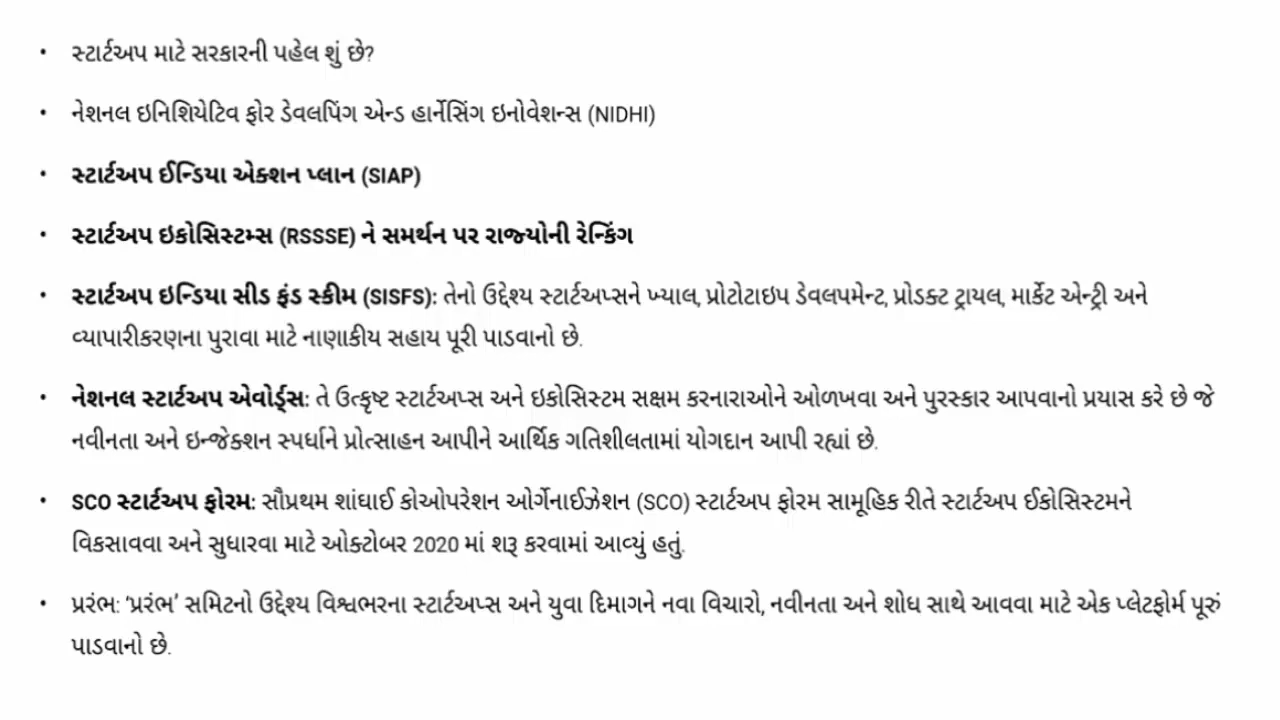 • સ્ટાર્ટઅપ માટે સરકારની પહેલ શું છે?
• નેશનલ ઇનિશિયેટિવ ફોર ડેવલપિંગ એન્ડ હાર્નેસિંગ ઇનોવેશન્સ (NIDHI)
• સ્ટાર્ટઅપ ઈન્ડિયા એક્શન પ્લાન (SIAP)
• સ્ટાર્ટઅપ ઇકોસિસ્ટમ્સ (RSSSE) ને સમર્થન પર રાજ્યોની રેન્કિંગ
• સ્ટાર્ટઅપ ઇન્ડિયા સીડ ફંડ સ્કીમ (SISFS): તેનો ઉદ્દેશ્ય સ્ટાર્ટઅપ્સને ખ્યાલ, પ્રોટોટાઇપ ડેવલપમેન્ટ, પ્રોડક્ટ ટ્રાયલ, માર્કેટ એન્ટ્રી અને
વ્યાપારીકરણના પુરાવા માટે નાણાકીય સહાય પૂરી પાડવાનો છે.
• નેશનલ સ્ટાર્ટઅપ એવોર્ડ્સ: તે ઉત્કૃષ્ટ સ્ટાર્ટઅપ્સ અને ઇકોસિસ્ટમ સક્ષમ કરનારાઓને ઓળખવા અને પુરસ્કાર આપવાનો પ્રયાસ કરે છે જે
નવીનતા અને ઇન્જેક્શન સ્પર્ધાને પ્રોત્સાહન આપીને આર્થિક ગતિશીલતામાં યોગદાન આપી રહ્યાં છે.
• SCO સ્ટાર્ટઅપ ફોરમ: સૌપ્રથમ શાંઘાઈ કોઓપરેશન ઓર્ગેનાઈઝેશન (SCO) સ્ટાર્ટઅપ ફોરમ સામૂહિક રીતે સ્ટાર્ટઅપ ઈકોસિસ્ટમને
વિકસાવવા અને સુધારવા માટે ઓક્ટોબર 2020 માં શરૂ કરવામાં આવ્યું હતું.
• પ્રરંભ: ‘પ્રરંભ’ સમિટનો ઉદ્દેશ્ય વિશ્વભરના સ્ટાર્ટઅપ્સ અને યુવા દિમાગને નવા વિચારો, નવીનતા અને શોધ સાથે આવવા માટે એક પ્લેટફોર્મ પૂરું
પાડવાનો છે.